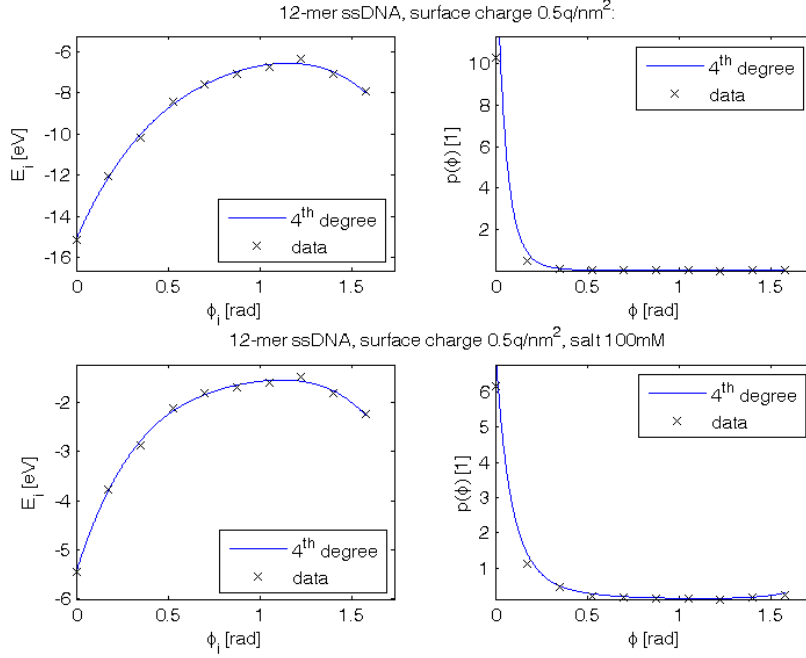 12-mer ssDNA, surface charge 0.5q/nm²:
-6
-8
-10
-12
-14
-16
E_i [eV]
4th degree
data
0
0.5
1
1.5
ϕ_i [rad]
10
8
6
4
2
p(ϕ) [1]
4th degree
data
0
0.5
1
1.5
ϕ [rad]
12-mer ssDNA, surface charge 0.5q/nm², salt 100mM
-2
-3
-4
-5
-6
E_i [eV]
4th degree
data
0
0.5
1
1.5
ϕ_i [rad]
6
5
4
3
2
1
p(ϕ) [1]
4th degree
data
0
0.5
1
1.5
ϕ [rad]